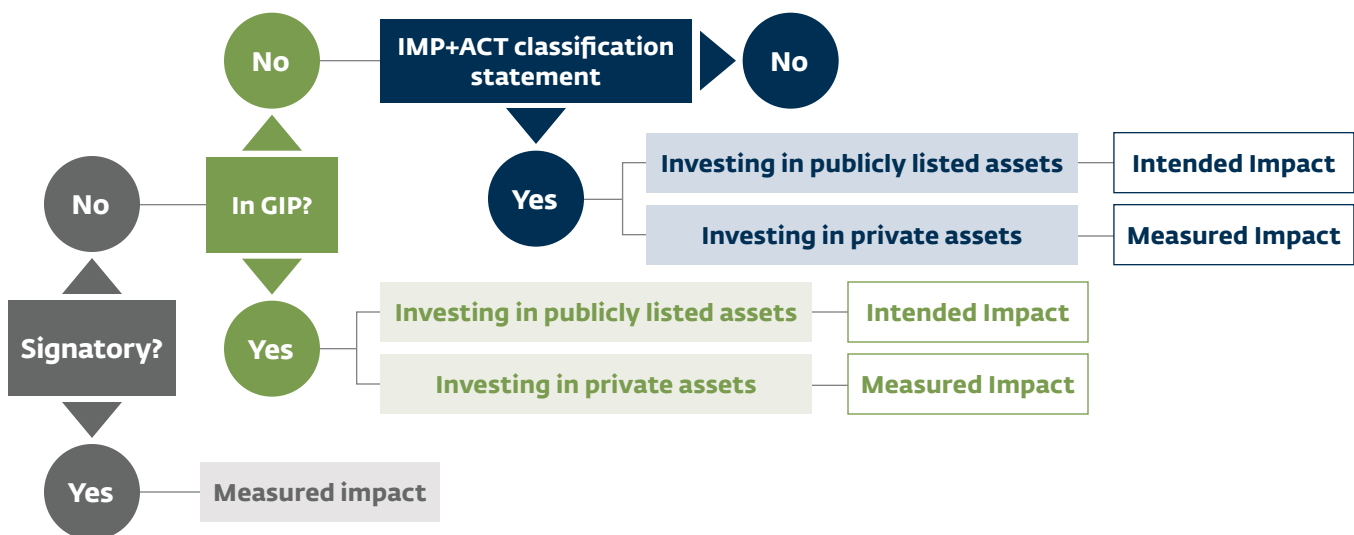 No
IMP+ACT classification
statement
No
Investing in publicly listed assets
Intended Impact
No
In GIP?
Yes
Investing in private assets
Measured Impact
Investing in publicly listed assets
Intended Impact
Signatory?
Yes
Investing in private assets
Measured Impact
Yes
Measured impact